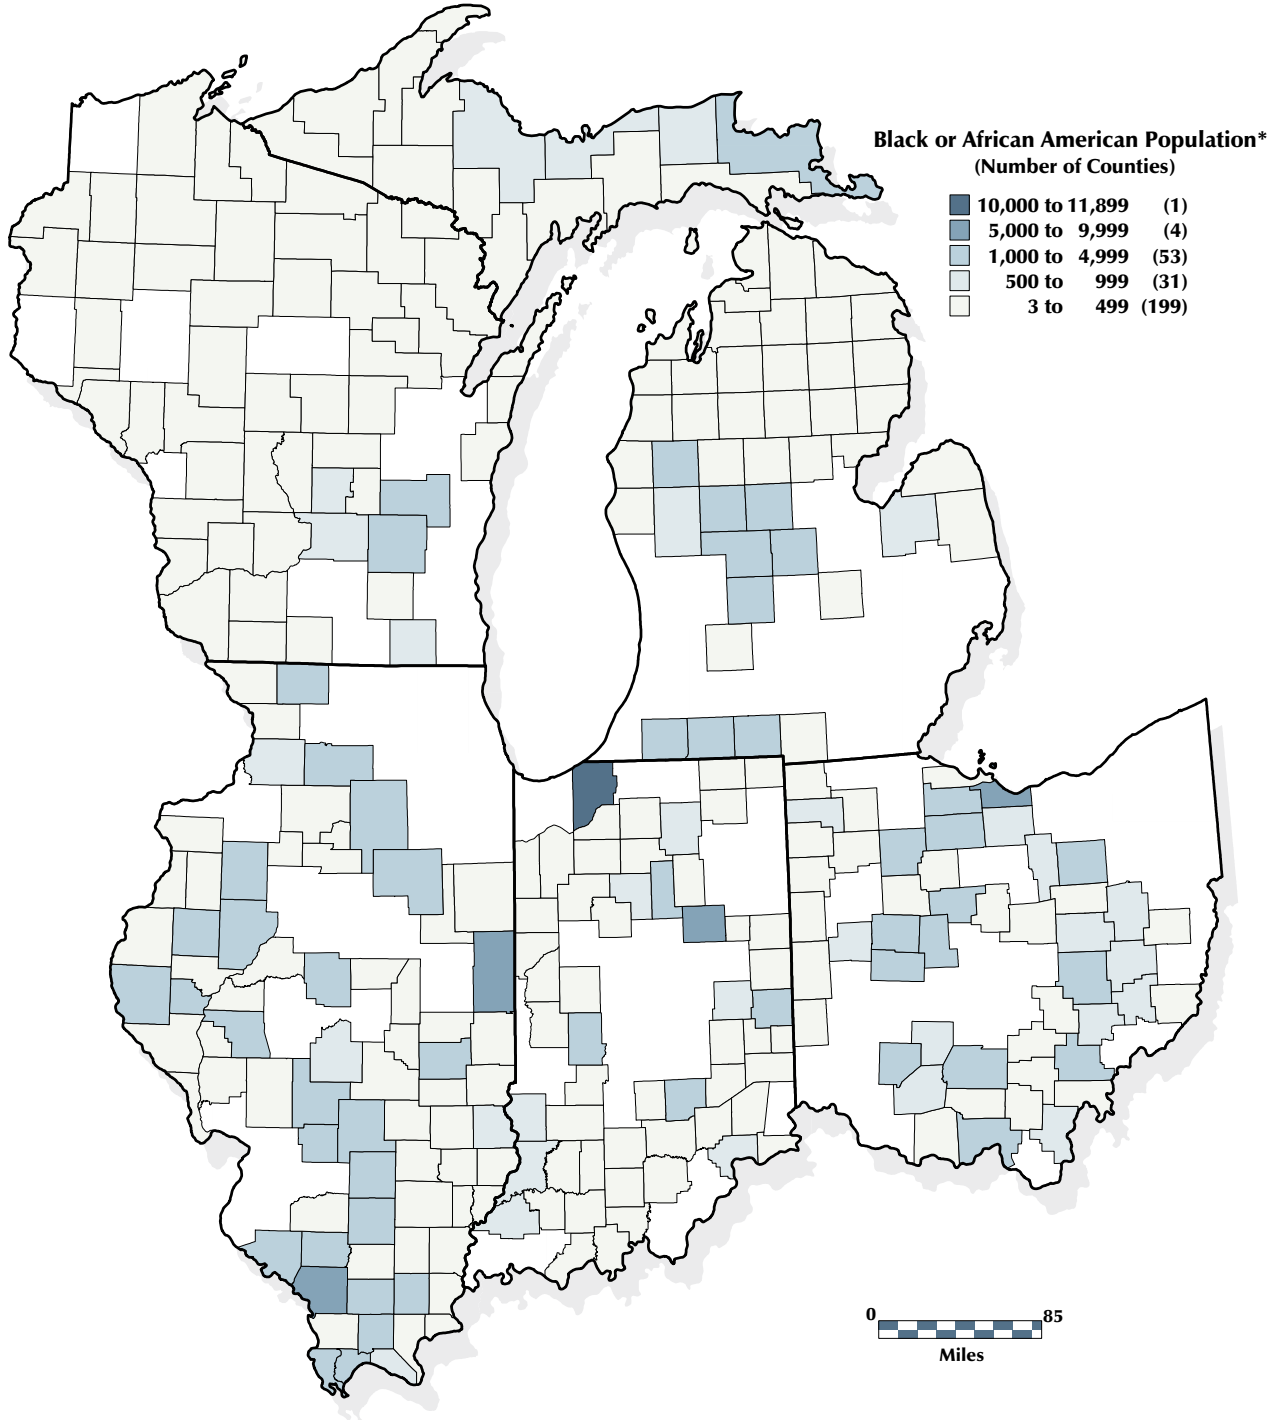 Black or African American Population*
(Number of Counties)
10,000 to 11,899 (1)
5,000 to 9,999 (4)
1,000 to 4,999 (53)
500 to 999 (31)
3 to 499 (199)
0 85
Miles